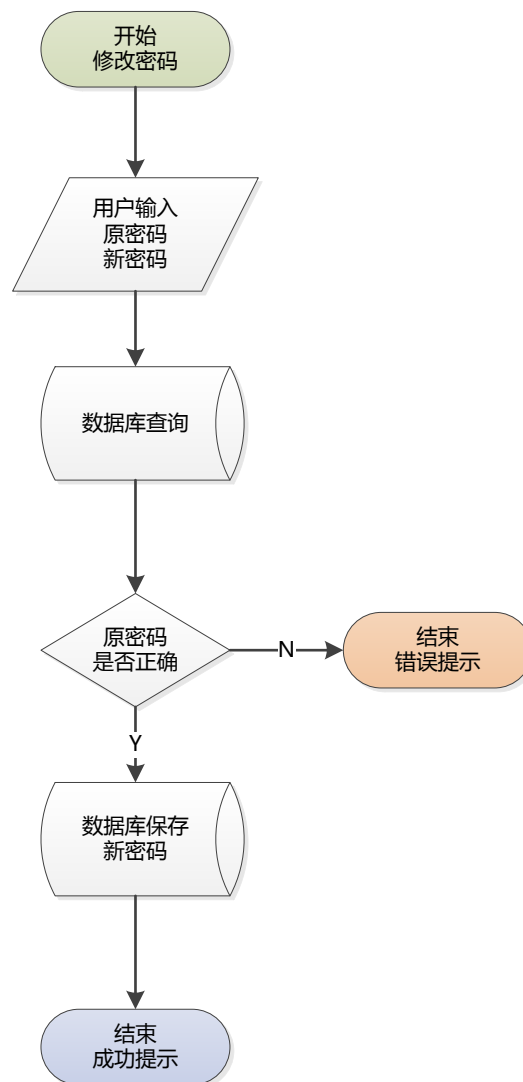 开始
修改密码
用户输入
原密码
新密码
数据库查询
原密码
是否正确
N
结束
错误提示
Y
数据库保存
新密码
结束
成功提示